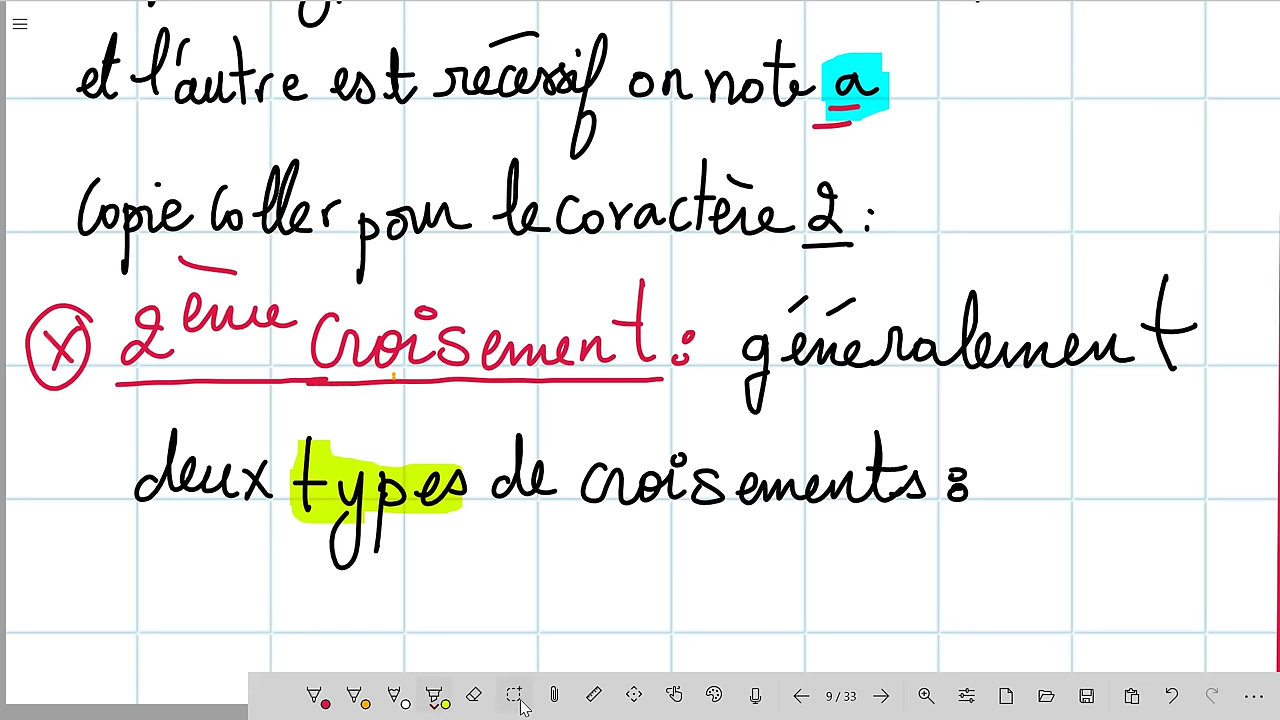 et l'autre est récessif on note a
Copie Coller pour le caractère 2 :
2ème croisement : généralement
deux types de croisements :
9 / 33